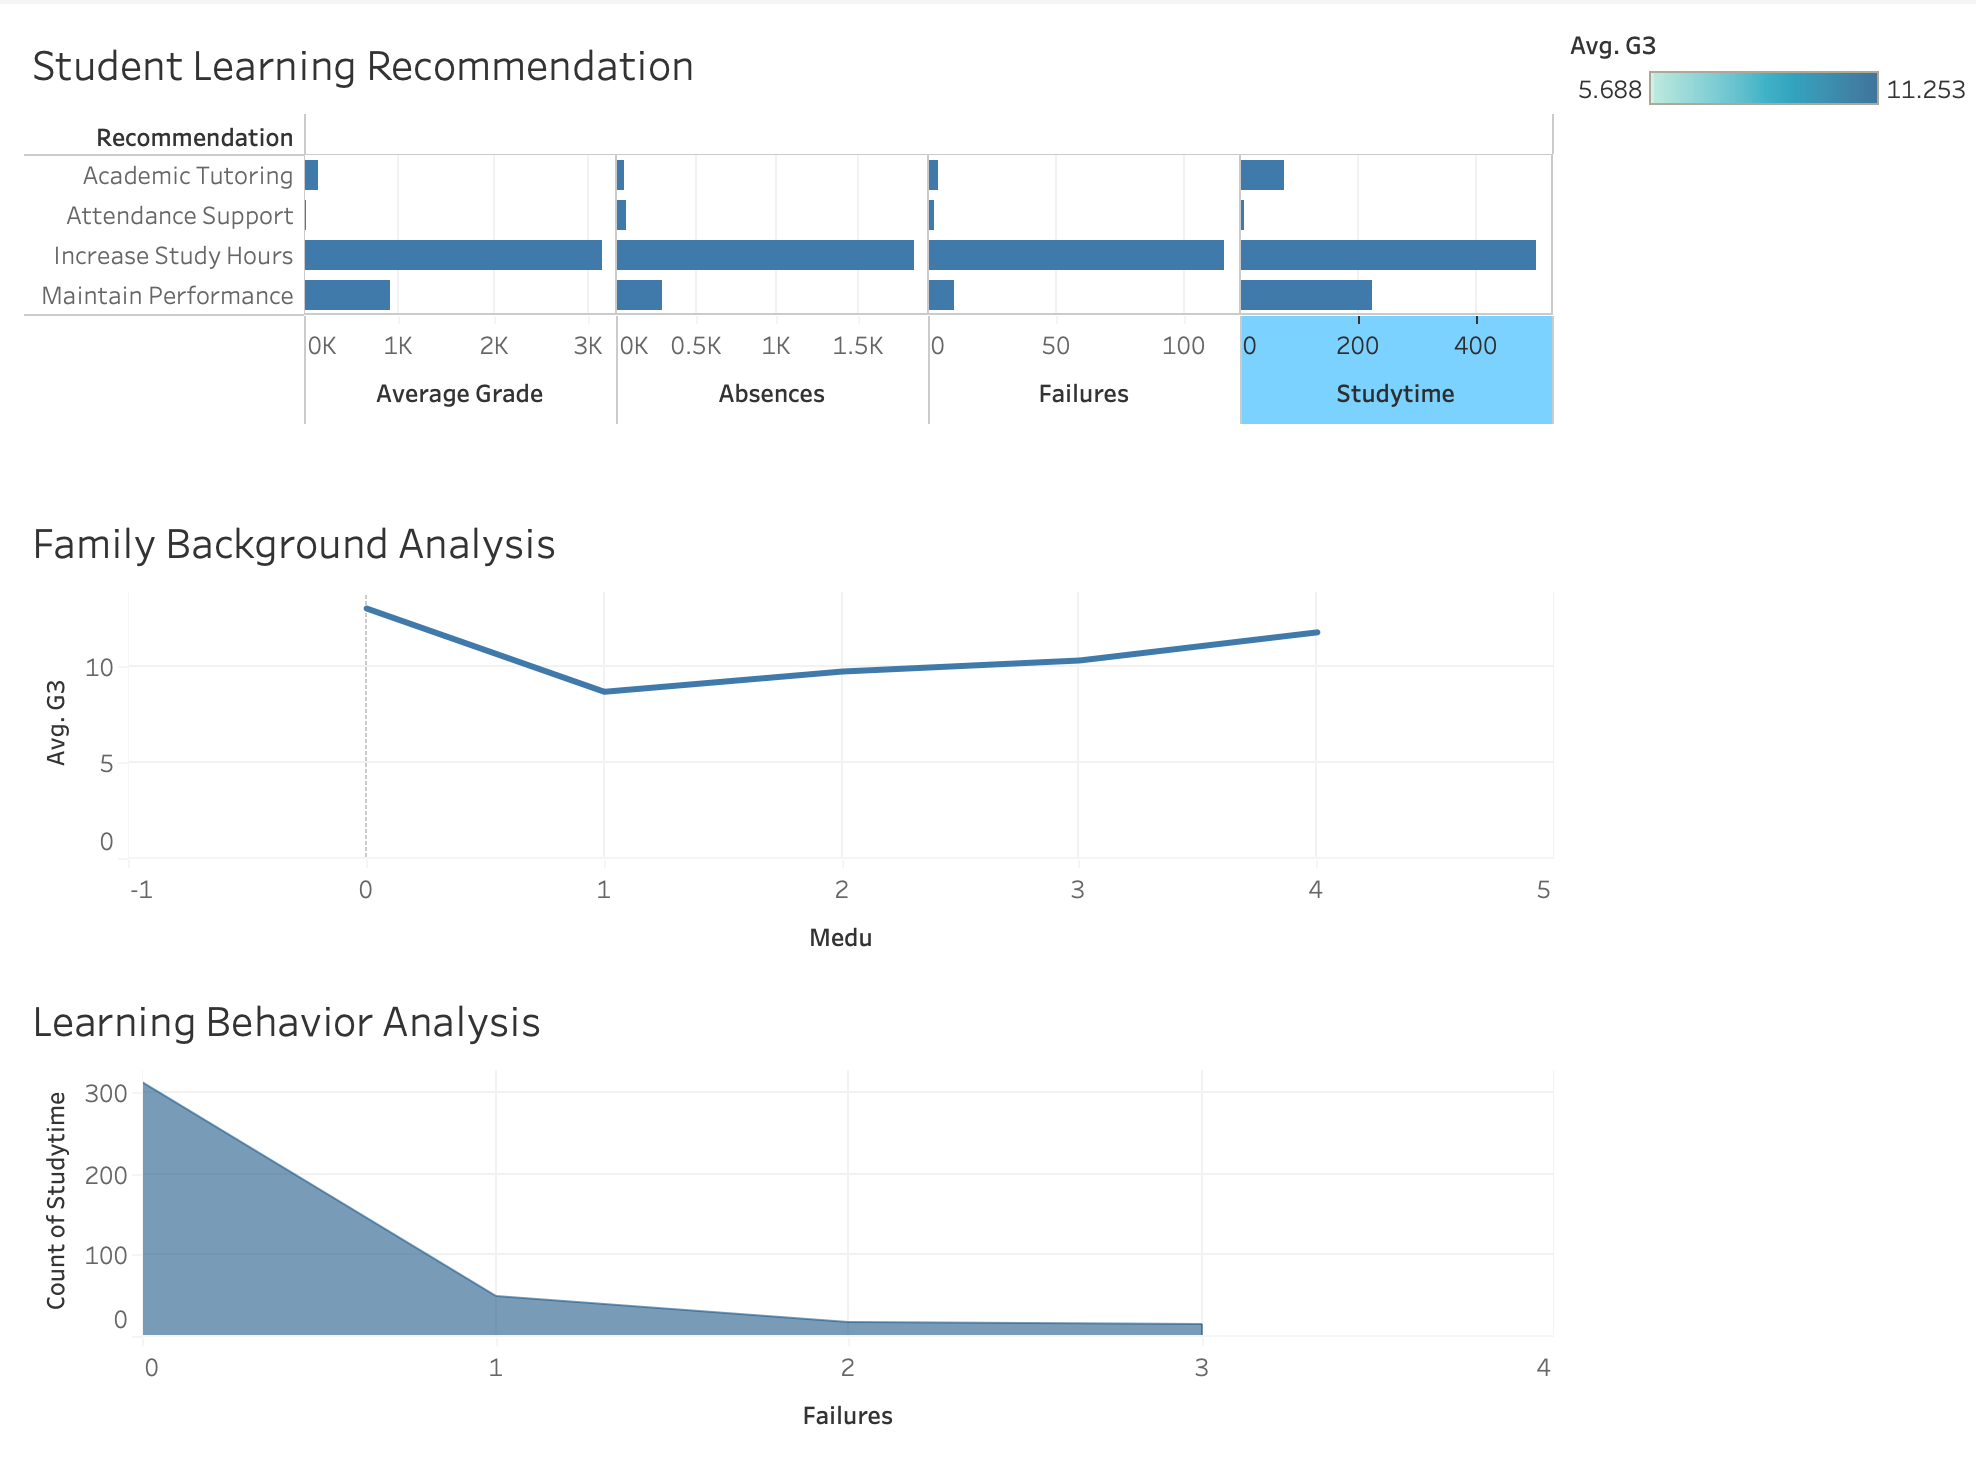 Student Learning Recommendation
Avg. G3
5.688 11.253
Recommendation
Academic Tutoring
Attendance Support
Increase Study Hours
Maintain Performance
0K 1K 2K 3K 0K 0.5K 1K 1.5K 0 50 100 0 200 400
Average Grade Absences Failures Studytime
Family Background Analysis
Avg. G3
10
5
0
-1 0 1 2 3 4 5
Medu
Learning Behavior Analysis
Count of Studytime
300
200
100
0
0 1 2 3 4
Failures